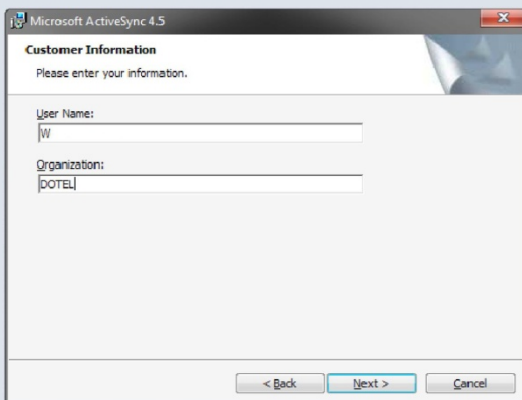 Microsoft ActiveSync 4.5
Customer Information
Please enter your information.
User Name:
W
Organization:
DOTEL
< Back
Next >
Cancel